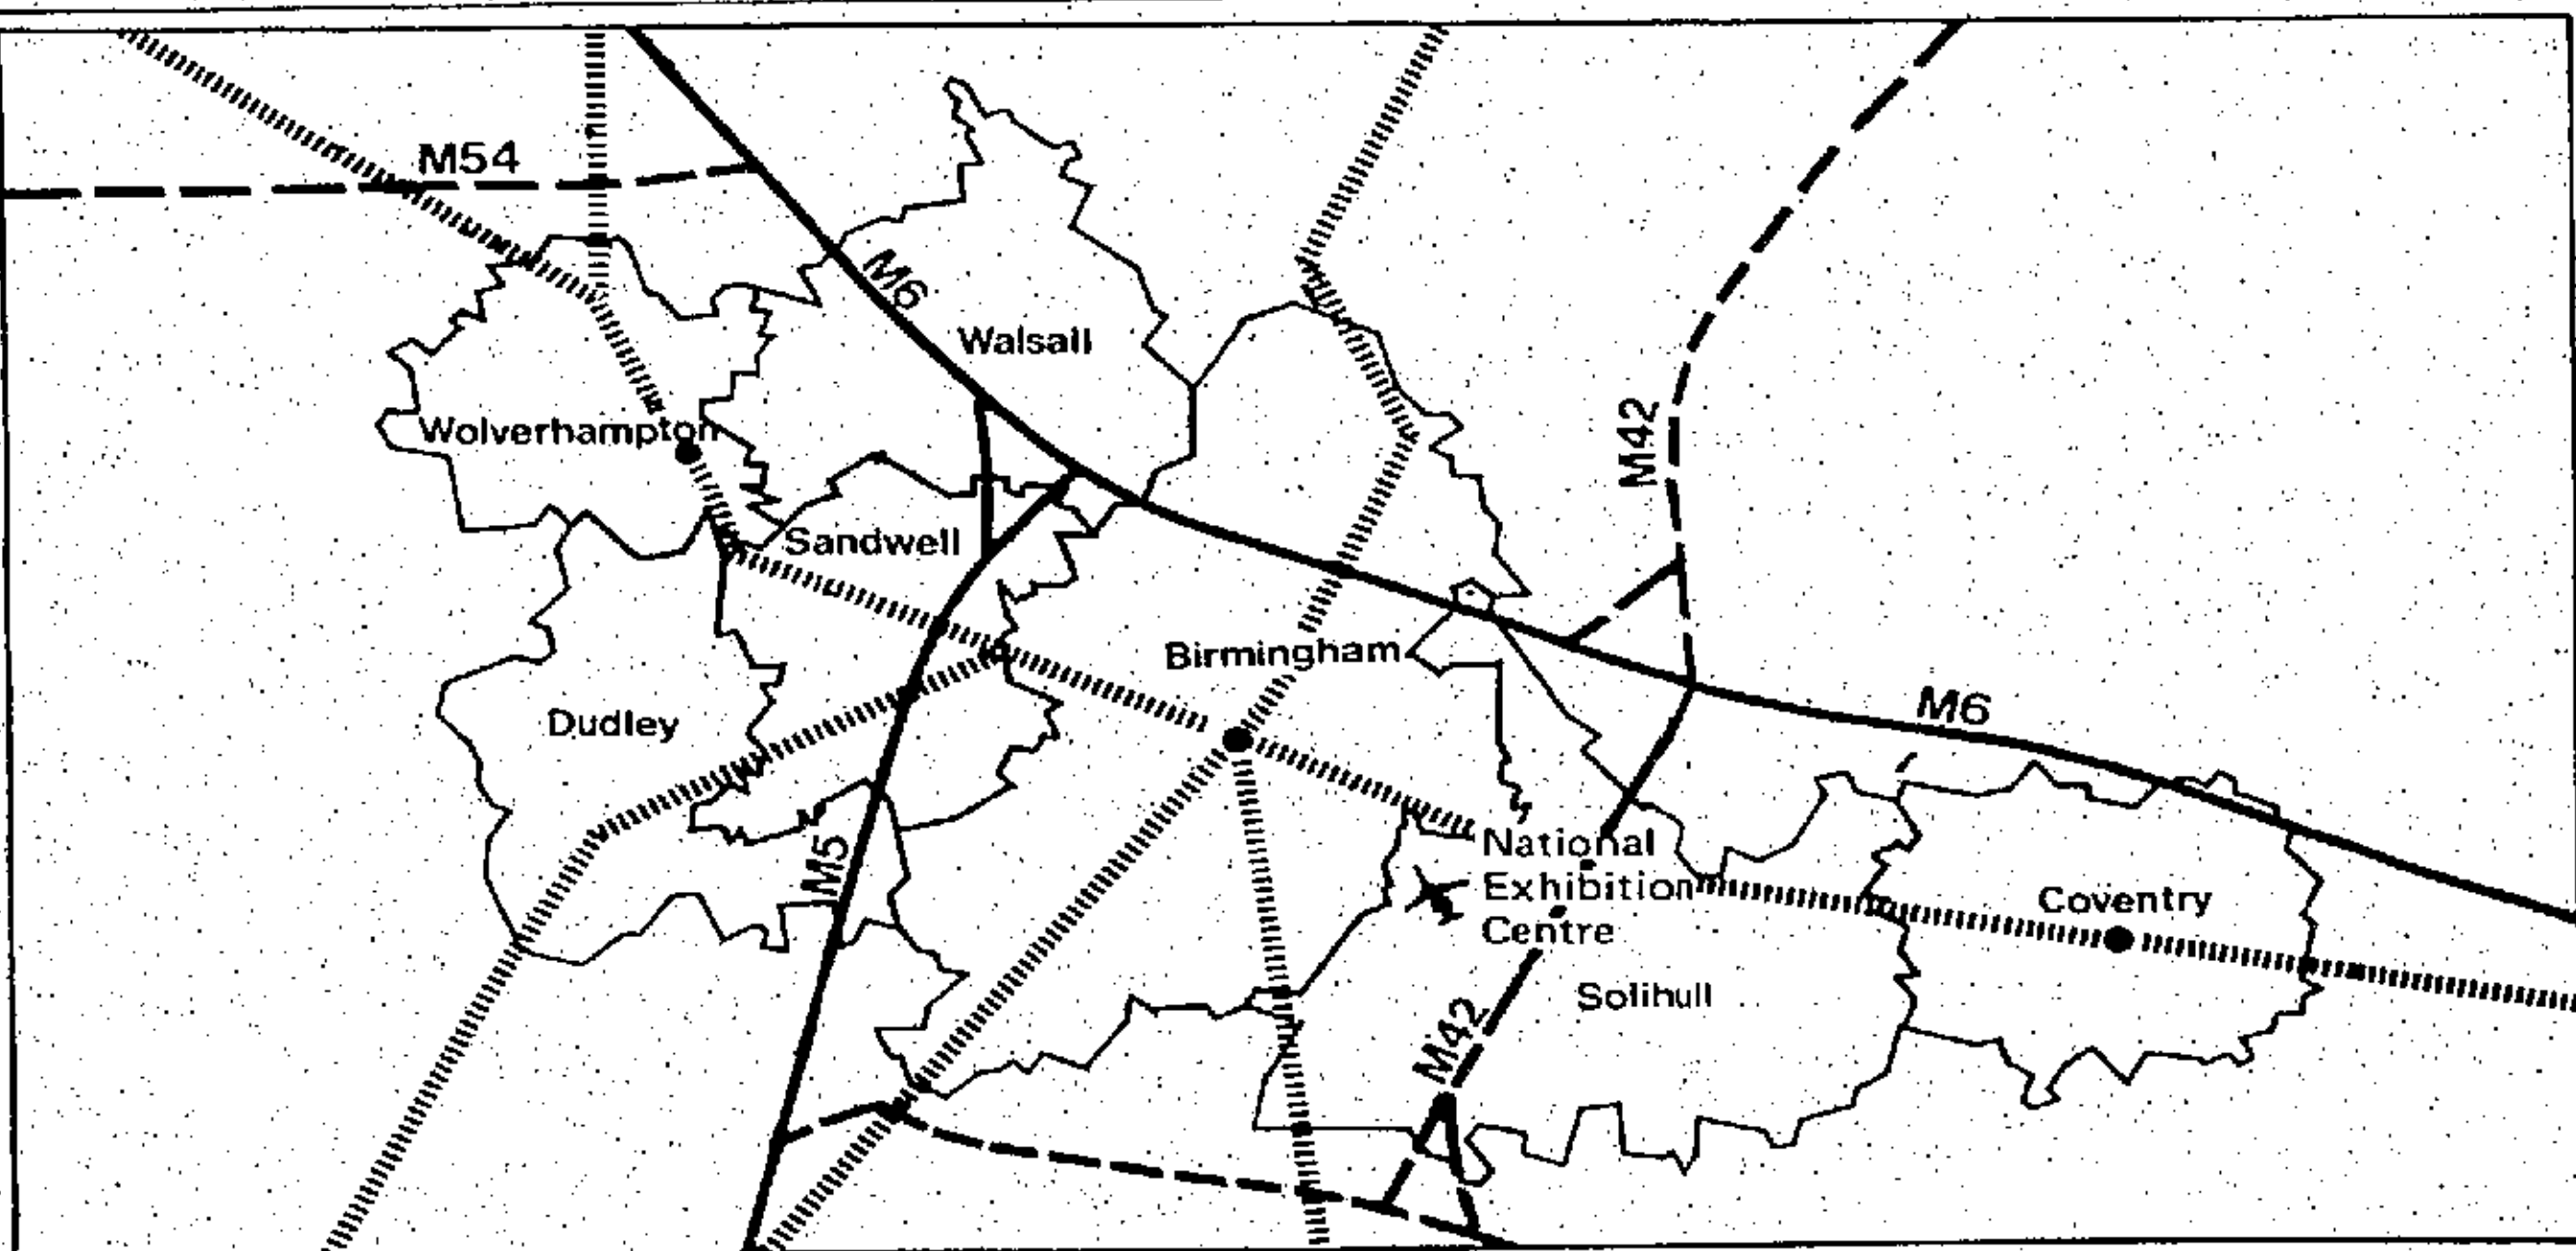 M54
M6
Walsall
Wolverhampton
M42
Sandwell
Birmingham
M6
Dudley
M5
National
Exhibition
Centre
Coventry
Solihull
M42